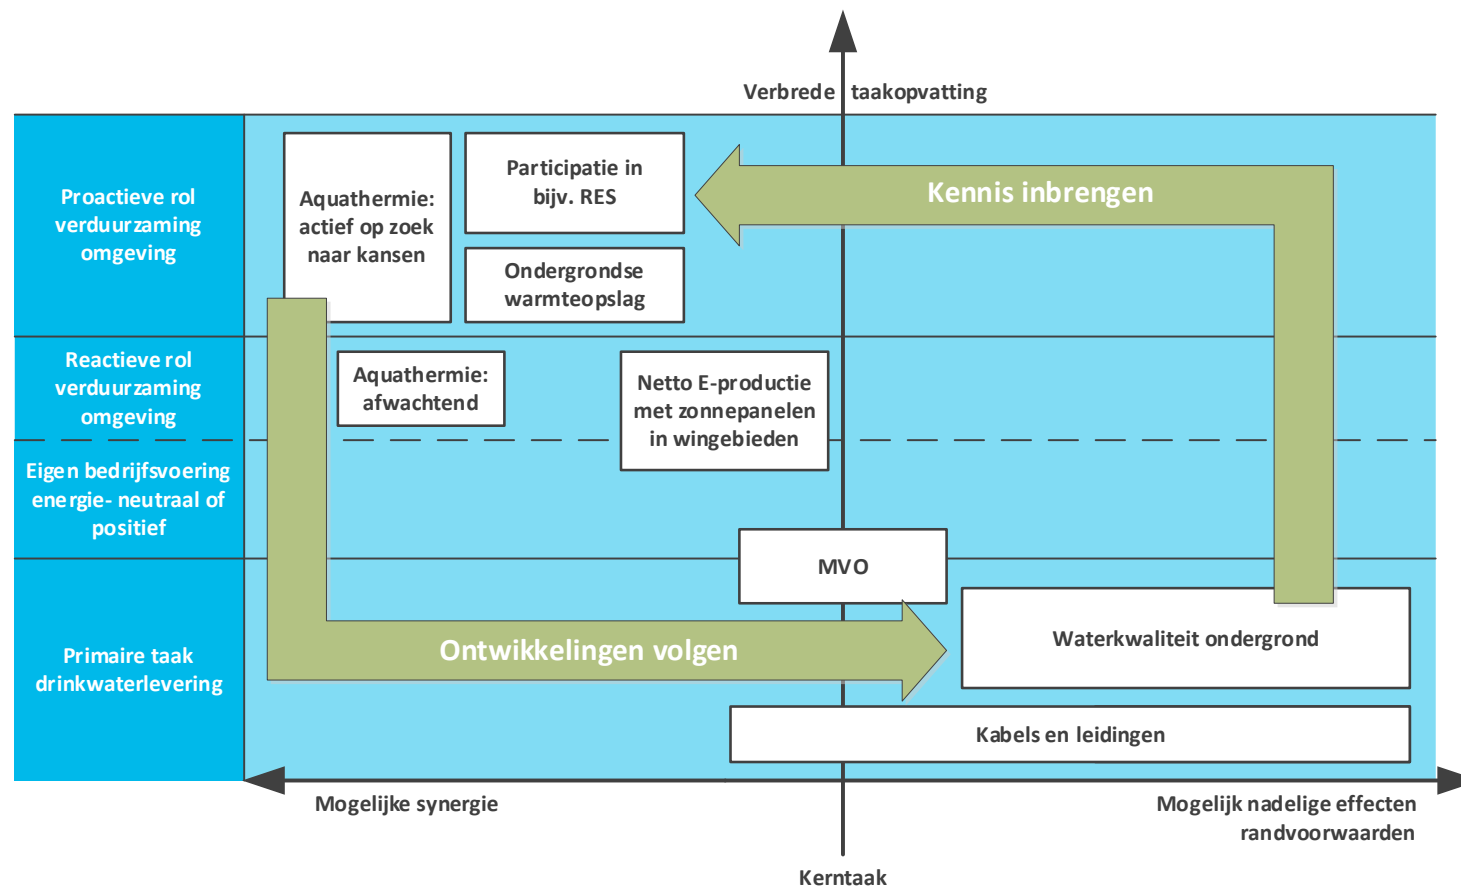 Verbrede taakopvatting
Proactieve rol
verduurzaming
omgeving
Aquathermie:
actief op zoek
naar kansen
Participatie in
bijv. RES
Ondergrondse
warmteopslag
Kennis inbrengen
Reactieve rol
verduurzaming
omgeving
Aquathermie:
afwachtend
Netto E-productie
met zonnepanelen
in wingebieden
Eigen bedrijfsvoering
energie- neutraal of
positief
MVO
Primaire taak
drinkwaterlevering
Ontwikkelingen volgen
Waterkwaliteit ondergrond
Kabels en leidingen
Mogelijke synergie
Mogelijk nadelige effecten
randvoorwaarden
Kerntaak